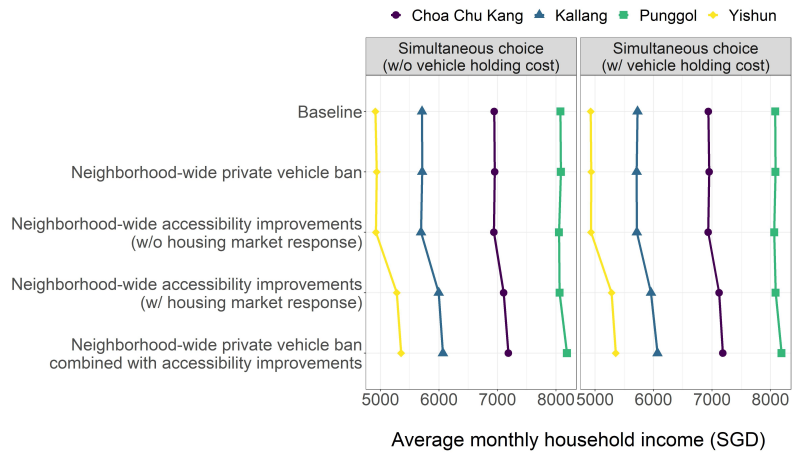 Choa Chu Kang Kallang Punggol Yishun
Simultaneous choice
(w/o vehicle holding cost)
Simultaneous choice
(w/ vehicle holding cost)
Baseline
Neighborhood-wide private vehicle ban
Neighborhood-wide accessibility improvements
(w/o housing market response)
Neighborhood-wide accessibility improvements
(w/ housing market response)
Neighborhood-wide private vehicle ban
combined with accessibility improvements
5000 6000 7000 8000 5000 6000 7000 8000
Average monthly household income (SGD)